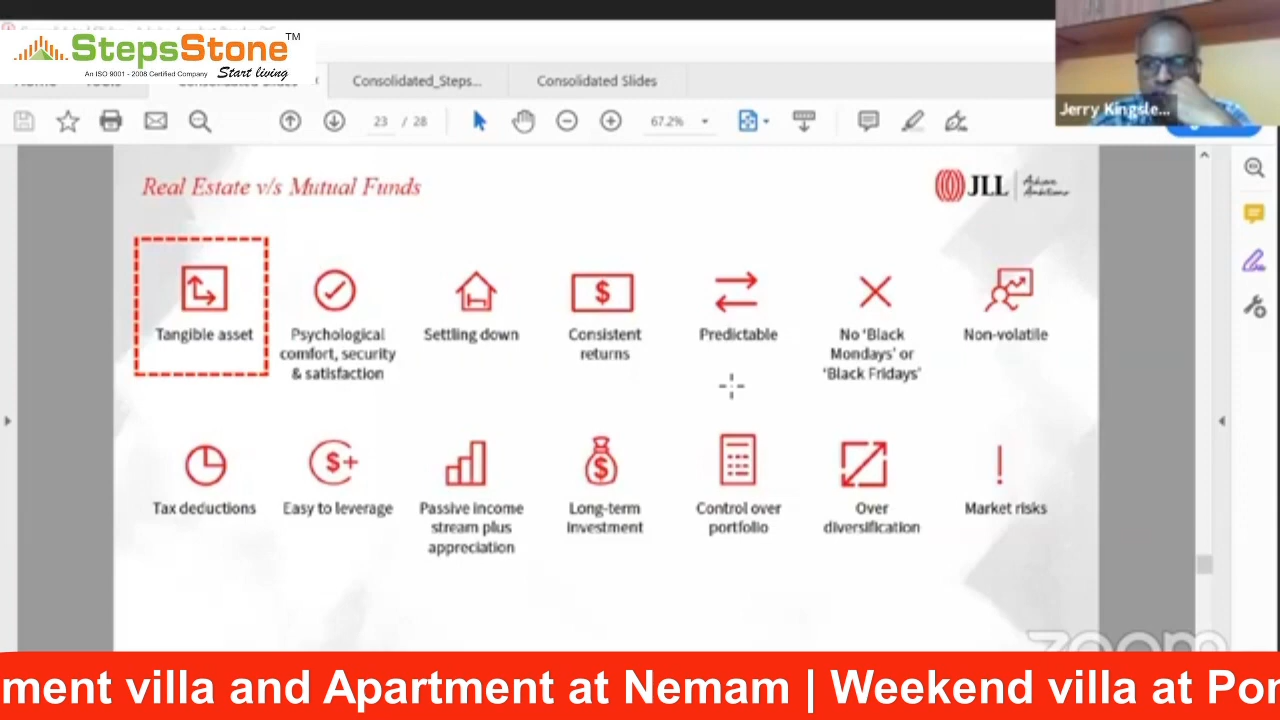 StepsStone TM
An ISO 9001 - 2008 Certified Company Start living
Consolidated_Steps...
Consolidated Slides
23 / 28
67.2%
Jerry Kingsle...
Real Estate v/s Mutual Funds
JLL
Tangible asset
Psychological
comfort, security
& satisfaction
Settling down
Consistent
returns
Predictable
No 'Black
Mondays' or
'Black Fridays'
Non-volatile
Tax deductions
Easy to leverage
Passive income
stream plus
appreciation
Long-term
investment
Control over
portfolio
Over
diversification
Market risks
zoom
ment villa and Apartment at Nemam | Weekend villa at Por